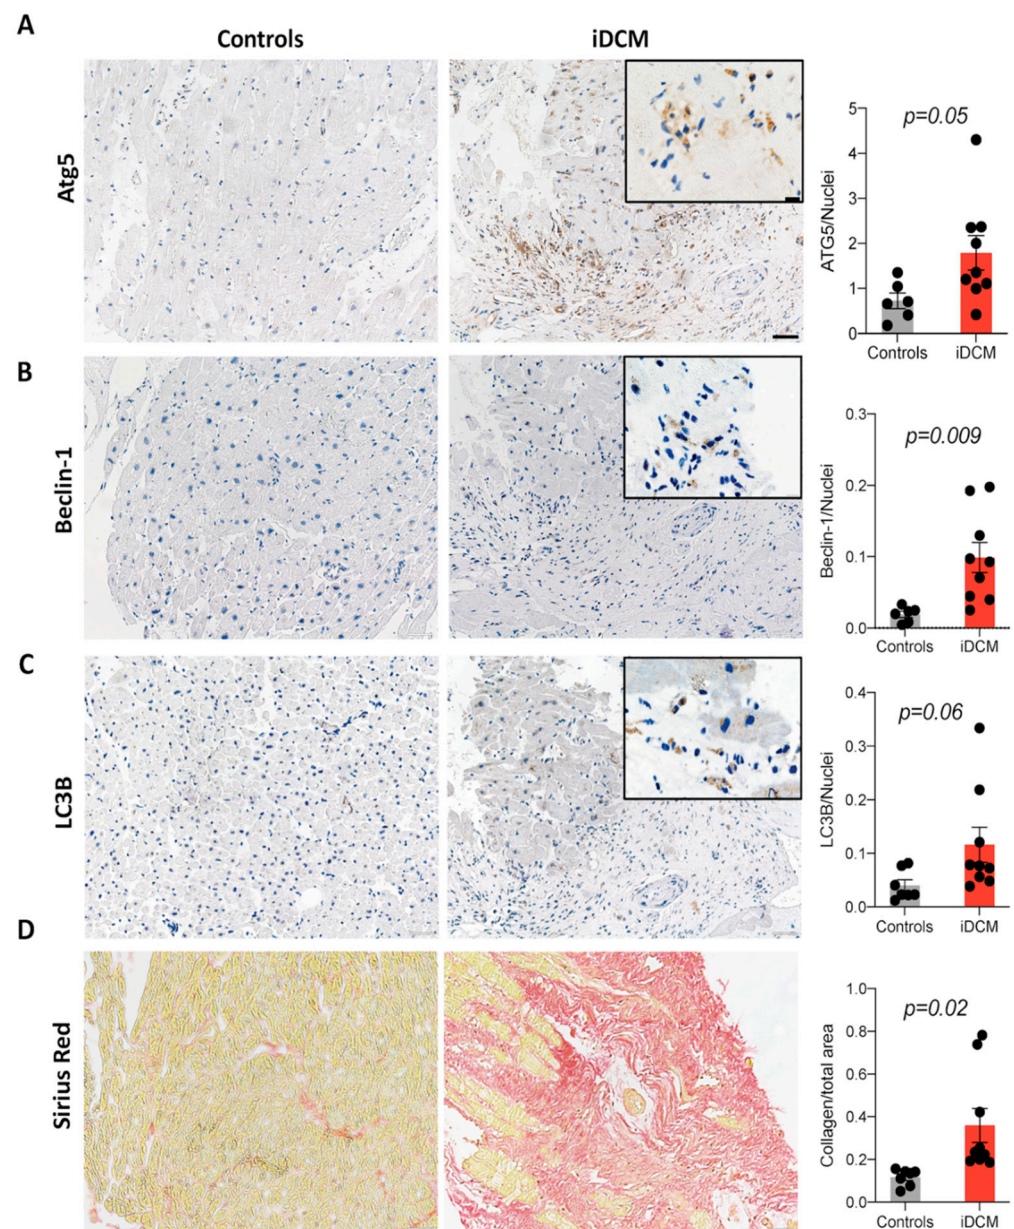 A
Controls
iDCM
Atg5
ATG5/Nuclei
p=0.05
5
4
3
2
1
0
Controls
iDCM
B
Beclin-1
Beclin-1/Nuclei
p=0.009
0.3
0.2
0.1
0.0
Controls
iDCM
C
LC3B
LC3B/Nuclei
p=0.06
0.4
0.3
0.2
0.1
0.0
Controls
iDCM
D
Sirius Red
Collagen/total area
p=0.02
1.0
0.8
0.6
0.4
0.2
0.0
Controls
iDCM